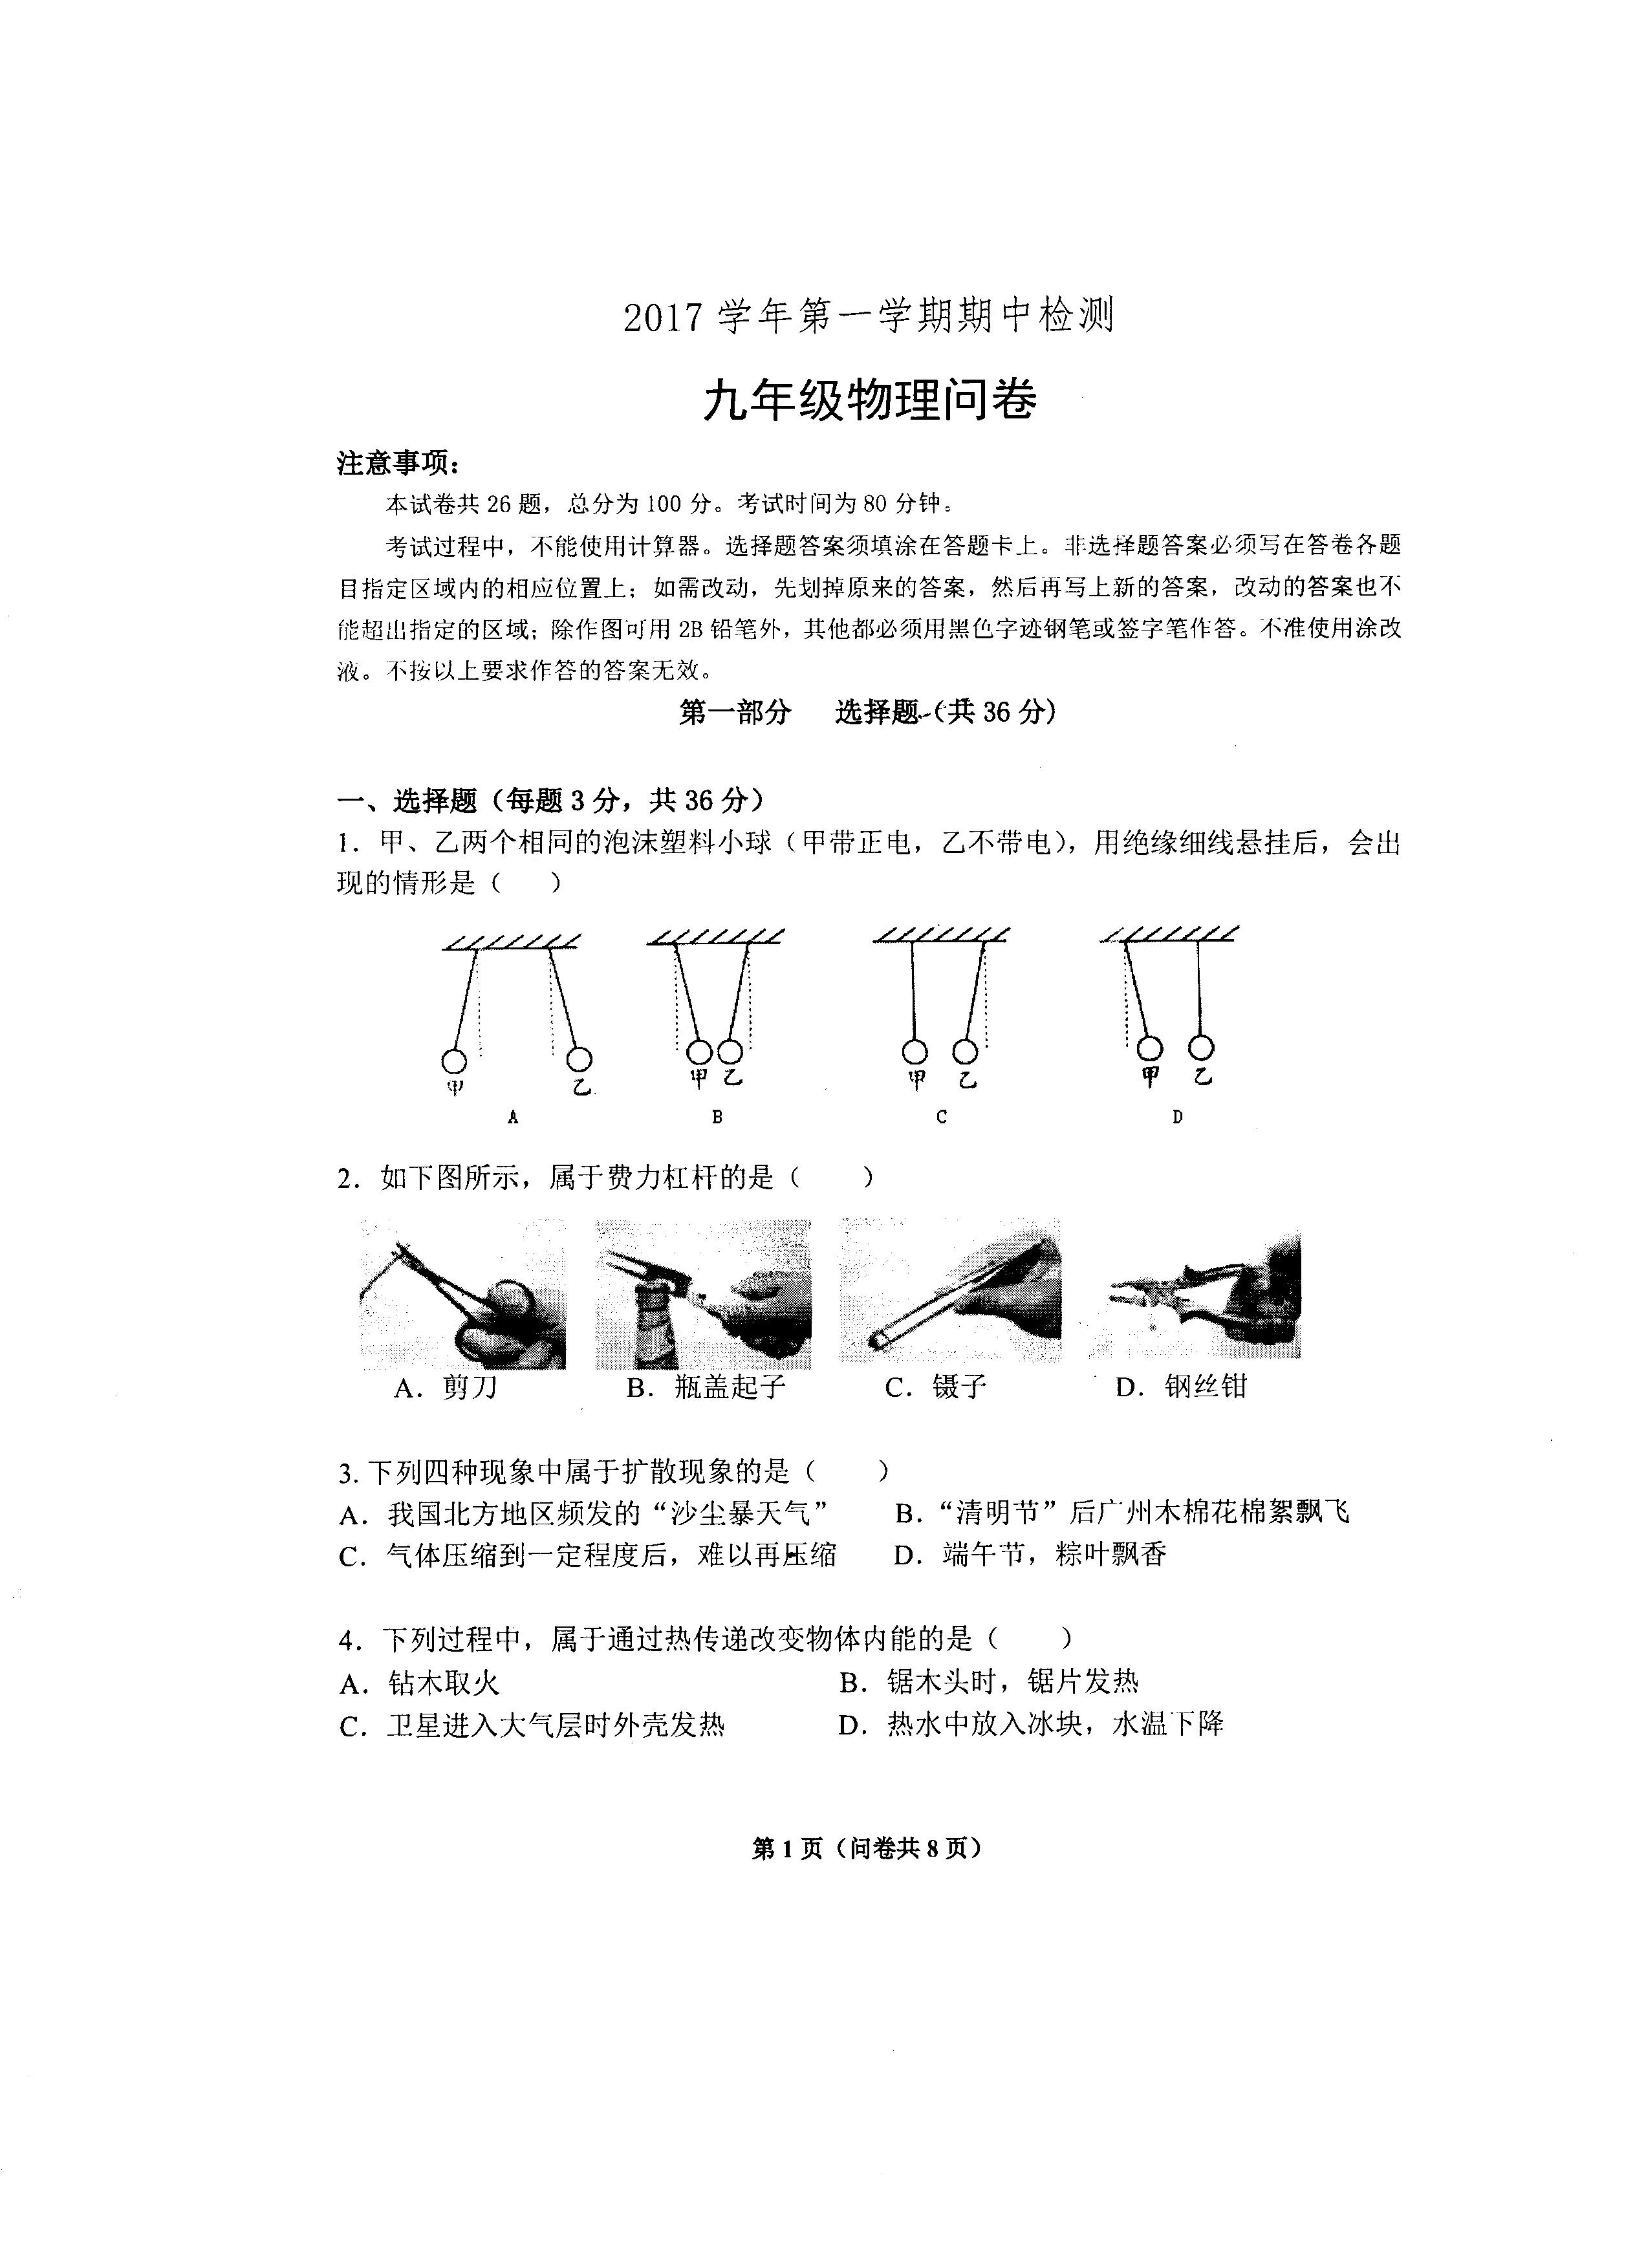 2017 学年第一学期期中检测
九年级物理问卷
注意事项：
本试卷共 26 题，总分为 100 分。考试时间为 80 分钟。
考试过程中，不能使用计算器。选择题答案须填涂在答题卡上。非选择题答案必须写在答卷各题
目指定区域内的相应位置上；如需改动，先划掉原来的答案，然后再写上新的答案，改动的答案也不
能超出指定的区域；除作图可用 2B 铅笔外，其他都必须用黑色字迹钢笔或签字笔作答。不准使用涂改
液。不按以上要求作答的答案无效。
第一部分 选择题（共 36 分）
一、选择题（每题 3 分，共 36 分）
1．甲、乙两个相同的泡沫塑料小球（甲带正电，乙不带电），用绝缘细线悬挂后，会出
现的情形是（ ）
甲 乙 甲 乙 甲 乙 甲 乙
A B C D
2．如下图所示，属于费力杠杆的是（ ）
A．剪刀 B．瓶盖起子 C．镊子 D．钢丝钳
3. 下列四种现象中属于扩散现象的是（ ）
A．我国北方地区频发的“沙尘暴天气” B．“清明节”后广州木棉花棉絮飘飞
C．气体压缩到一定程度后，难以再压缩 D．端午节，粽叶飘香
4．下列过程中，属于通过热传递改变物体内能的是（ ）
A．钻木取火 B．锯木头时，锯片发热
C．卫星进入大气层时外壳发热 D．热水中放入冰块，水温下降
第 1 页（问卷共 8 页）